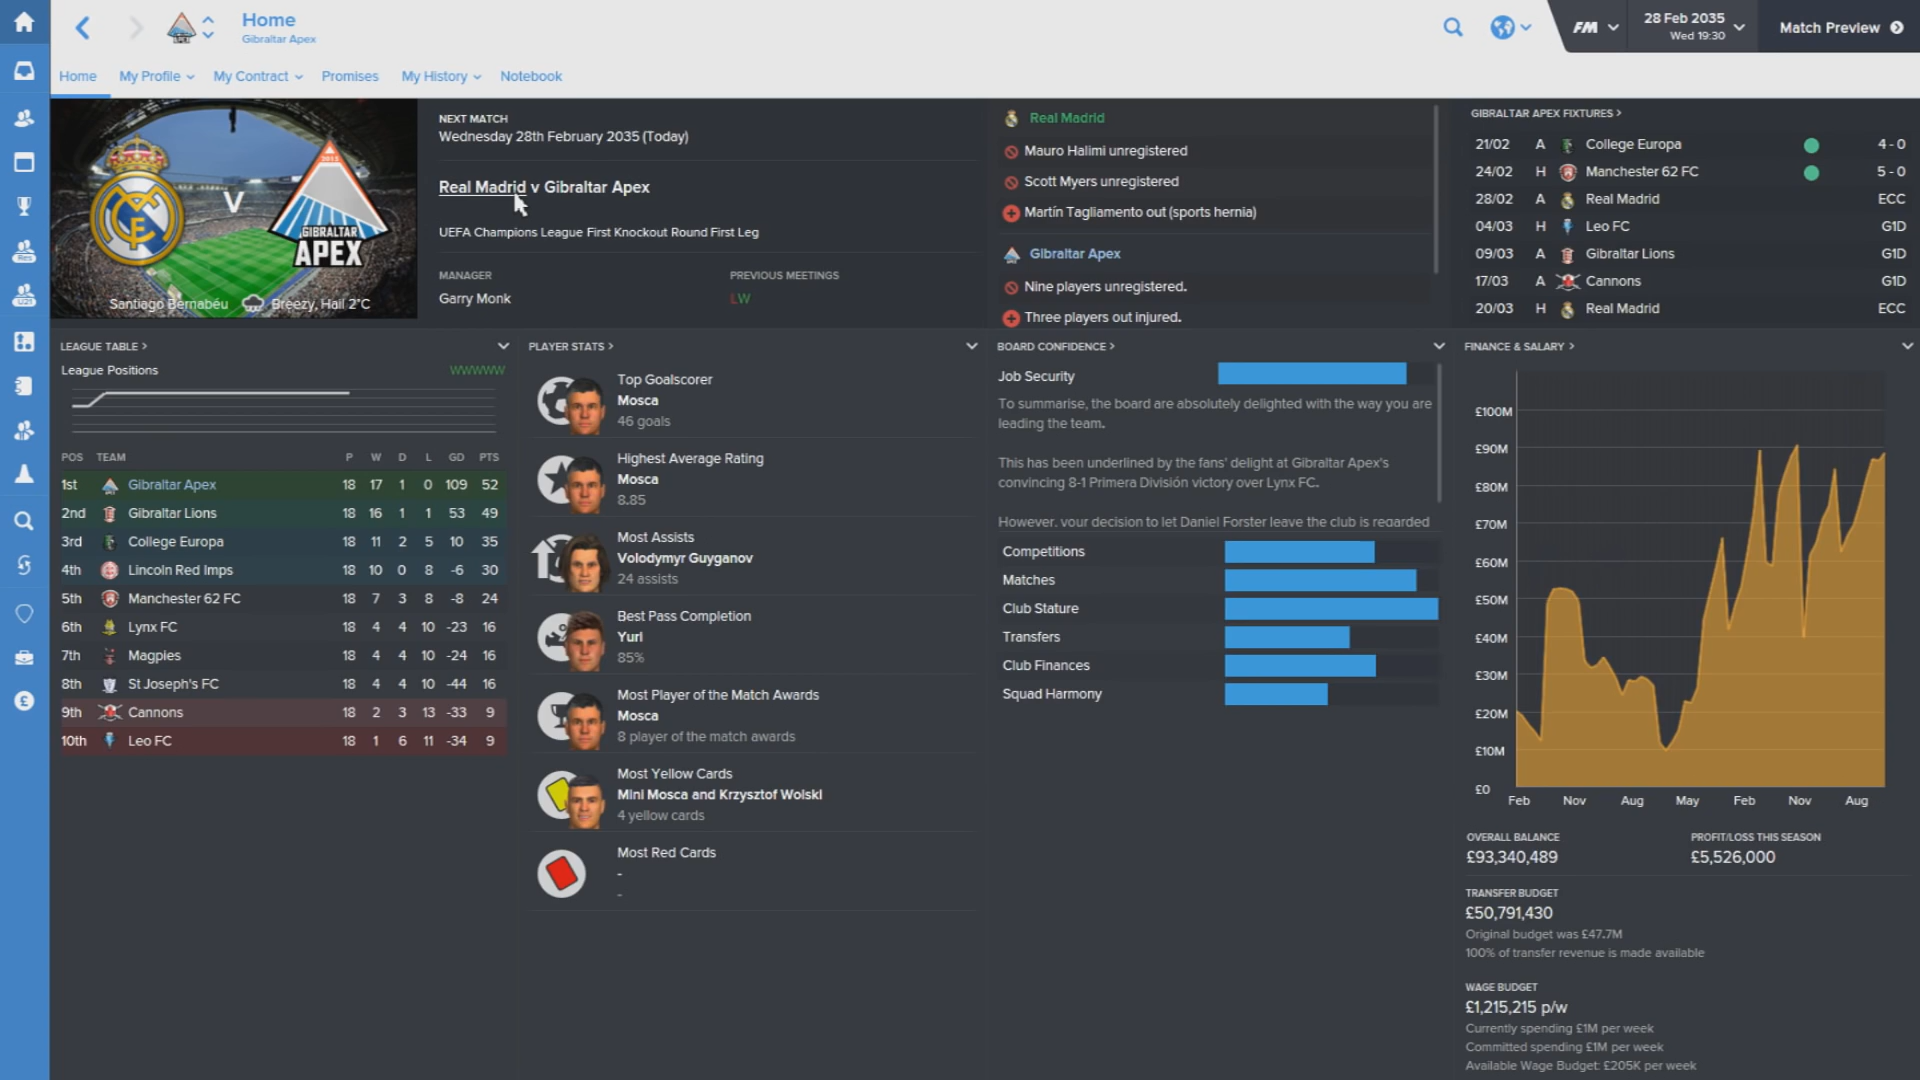 Home
Gibraltar Apex
FM
28 Feb 2035
Wed 19:30
Match Preview
Home My Profile My Contract Promises My History Notebook
2013
GIBRALTAR
APEX
V
Santiago Bernabéu Breezy, Hail 2°C
NEXT MATCH
Wednesday 28th February 2035 (Today)
Real Madrid v Gibraltar Apex
UEFA Champions League First Knockout Round First Leg
MANAGER PREVIOUS MEETINGS
Garry Monk LW
Real Madrid
Mauro Halimi unregistered
Scott Myers unregistered
Martín Tagliamento out (sports hernia)
Gibraltar Apex
Nine players unregistered.
Three players out injured.
GIBRALTAR APEX FIXTURES >
21/02 A College Europa 4 - 0
24/02 H Manchester 62 FC 5 - 0
28/02 A Real Madrid ECC
04/03 H Leo FC G1D
09/03 A Gibraltar Lions G1D
17/03 A Cannons G1D
20/03 H Real Madrid ECC
Res
U21
LEAGUE TABLE >
League Positions WWWWW
POS TEAM P W D L GD PTS
1st Gibraltar Apex 18 17 1 0 109 52
2nd Gibraltar Lions 18 16 1 1 53 49
3rd College Europa 18 11 2 5 10 35
4th Lincoln Red Imps 18 10 0 8 -6 30
5th Manchester 62 FC 18 7 3 8 -8 24
6th Lynx FC 18 4 4 10 -23 16
7th Magpies 18 4 4 10 -24 16
8th St Joseph's FC 18 4 4 10 -44 16
9th Cannons 18 2 3 13 -33 9
10th Leo FC 18 1 6 11 -34 9
PLAYER STATS >
Top Goalscorer
Mosca
46 goals
Highest Average Rating
Mosca
8.85
Most Assists
Volodymyr Guyganov
24 assists
Best Pass Completion
Yuri
85%
Most Player of the Match Awards
Mosca
8 player of the match awards
Most Yellow Cards
Mini Mosca and Krzysztof Wolski
4 yellow cards
Most Red Cards
-
-
BOARD CONFIDENCE >
Job Security
To summarise, the board are absolutely delighted with the way you are
leading the team.
This has been underlined by the fans' delight at Gibraltar Apex's
convincing 8-1 Primera División victory over Lynx FC.
However, your decision to let Daniel Forster leave the club is regarded
Competitions
Matches
Club Stature
Transfers
Club Finances
Squad Harmony
FINANCE & SALARY >
£100M
£90M
£80M
£70M
£60M
£50M
£40M
£30M
£20M
£10M
£0
Feb Nov Aug May Feb Nov Aug
OVERALL BALANCE PROFIT/LOSS THIS SEASON
£93,340,489 £5,526,000
TRANSFER BUDGET
£50,791,430
Original budget was £47.7M
100% of transfer revenue is made available
WAGE BUDGET
£1,215,215 p/w
Currently spending £1M per week
Committed spending £1M per week
Available Wage Budget: £205K per week